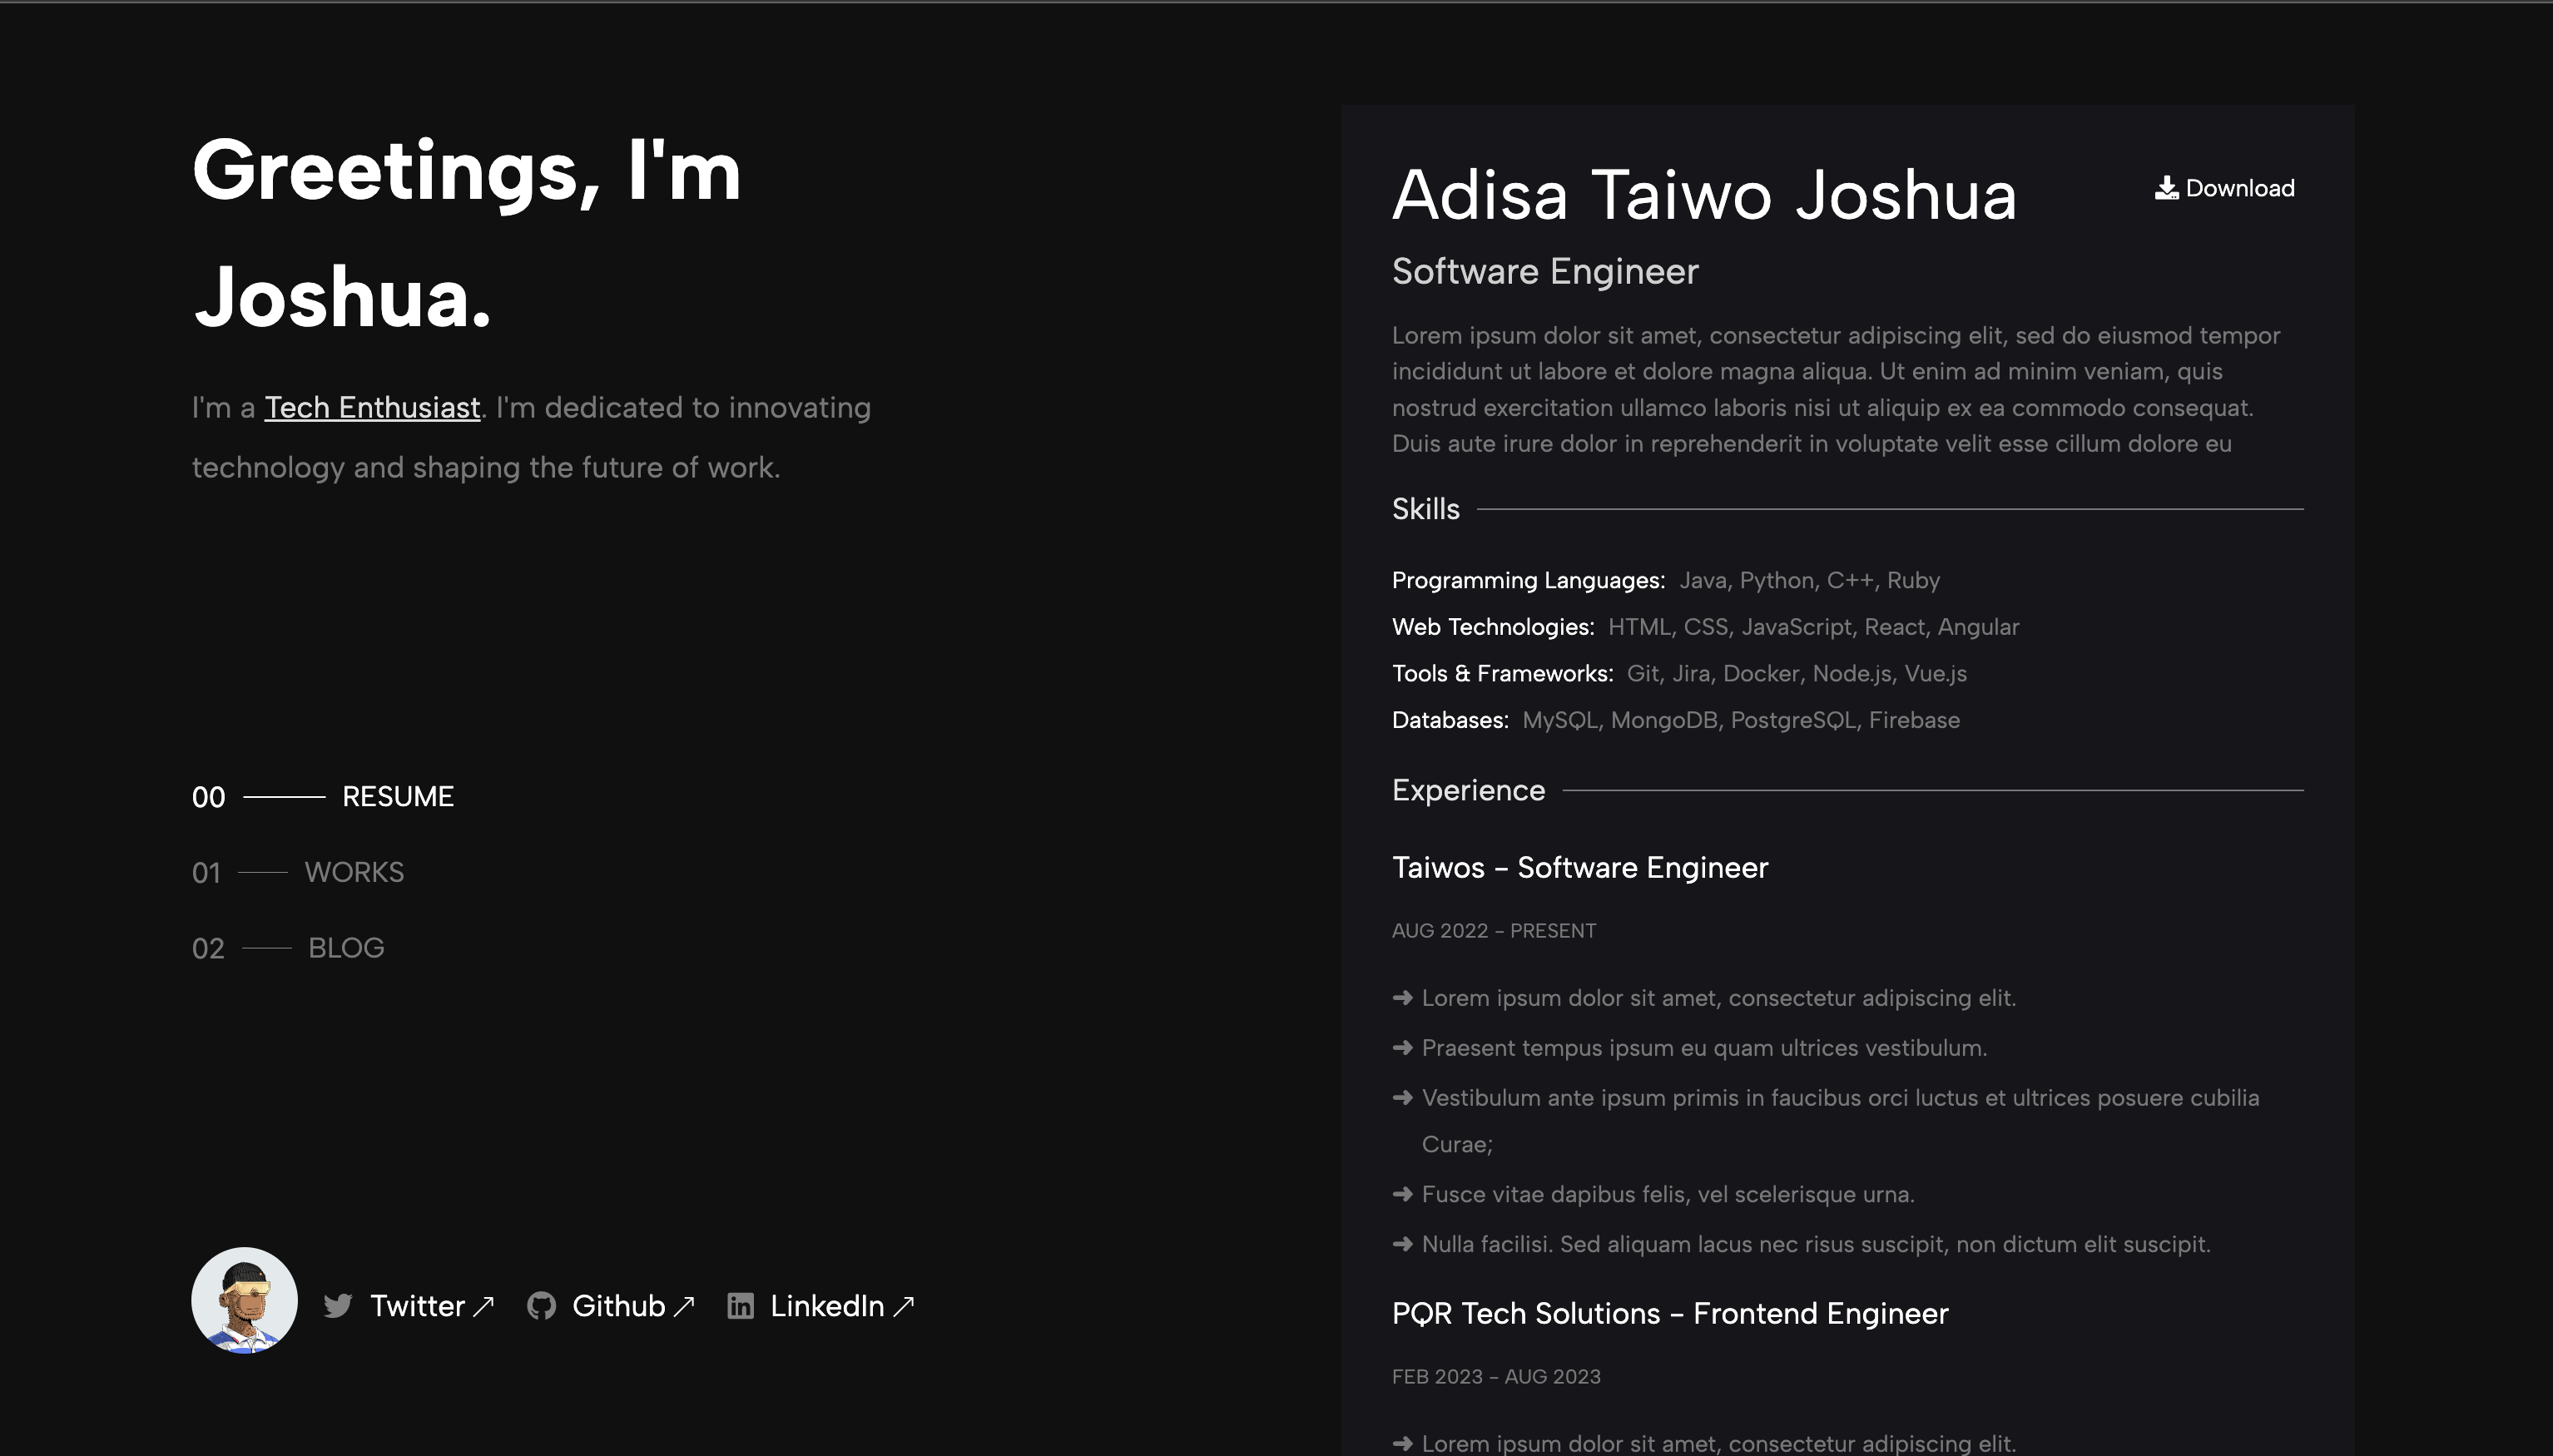 Greetings, I'm
Joshua.
I'm a Tech Enthusiast. I'm dedicated to innovating
technology and shaping the future of work.
00 RESUME
01 WORKS
02 BLOG
Twitter Github LinkedIn
Adisa Taiwo Joshua
Download
Software Engineer
Lorem ipsum dolor sit amet, consectetur adipiscing elit, sed do eiusmod tempor
incididunt ut labore et dolore magna aliqua. Ut enim ad minim veniam, quis
nostrud exercitation ullamco laboris nisi ut aliquip ex ea commodo consequat.
Duis aute irure dolor in reprehenderit in voluptate velit esse cillum dolore eu
Skills
Programming Languages: Java, Python, C++, Ruby
Web Technologies: HTML, CSS, JavaScript, React, Angular
Tools & Frameworks: Git, Jira, Docker, Node.js, Vue.js
Databases: MySQL, MongoDB, PostgreSQL, Firebase
Experience
Taiwos - Software Engineer
AUG 2022 - PRESENT
➜ Lorem ipsum dolor sit amet, consectetur adipiscing elit.
➜ Praesent tempus ipsum eu quam ultrices vestibulum.
➜ Vestibulum ante ipsum primis in faucibus orci luctus et ultrices posuere cubilia
Curae;
➜ Fusce vitae dapibus felis, vel scelerisque urna.
➜ Nulla facilisi. Sed aliquam lacus nec risus suscipit, non dictum elit suscipit.
PQR Tech Solutions - Frontend Engineer
FEB 2023 - AUG 2023
➜ Lorem ipsum dolor sit amet, consectetur adipiscing elit.